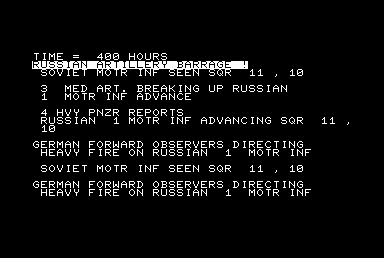 TIME = 400 HOURS
RUSSIAN ARTILLERY BARRAGE !
SOVIET MOTR INF SEEN SQR 11 , 10
3 MED ART. BREAKING UP RUSSIAN
1 MOTR INF ADVANCE
4 HVY PNZR REPORTS
RUSSIAN 1 MOTR INF ADVANCING SQR 11 ,
10
GERMAN FORWARD OBSERVERS DIRECTING
HEAVY FIRE ON RUSSIAN 1 MOTR INF
SOVIET MOTR INF SEEN SQR 11 , 10
GERMAN FORWARD OBSERVERS DIRECTING
HEAVY FIRE ON RUSSIAN 1 MOTR INF